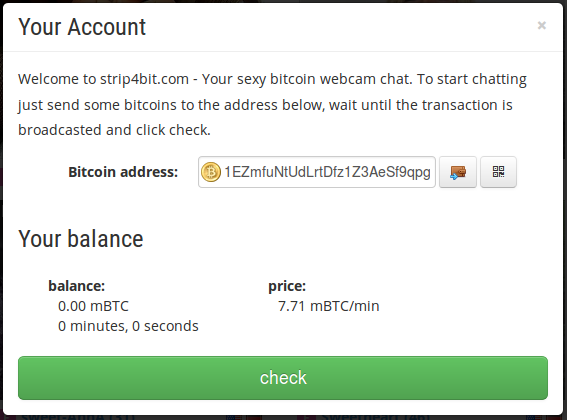 Your Account
×
Welcome to strip4bit.com - Your sexy bitcoin webcam chat. To start chatting
just send some bitcoins to the address below, wait until the transaction is
broadcasted and click check.
Bitcoin address: 1EZmfuNtUdLrtDfz1Z3AeSf9qpg
Your balance
balance: price:
0.00 mBTC 7.71 mBTC/min
0 minutes, 0 seconds
check